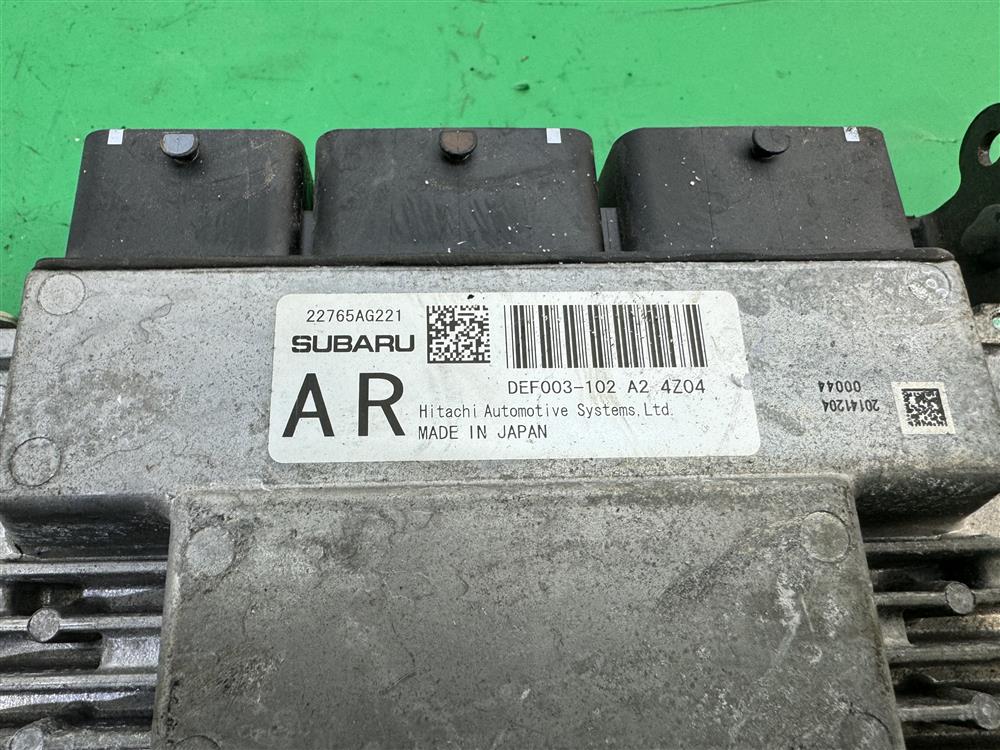 22765AG221
SUBARU
AR
DEF003-102 A2 4Z04
Hitachi Automotive Systems,Ltd.
MADE IN JAPAN
20141204
00044